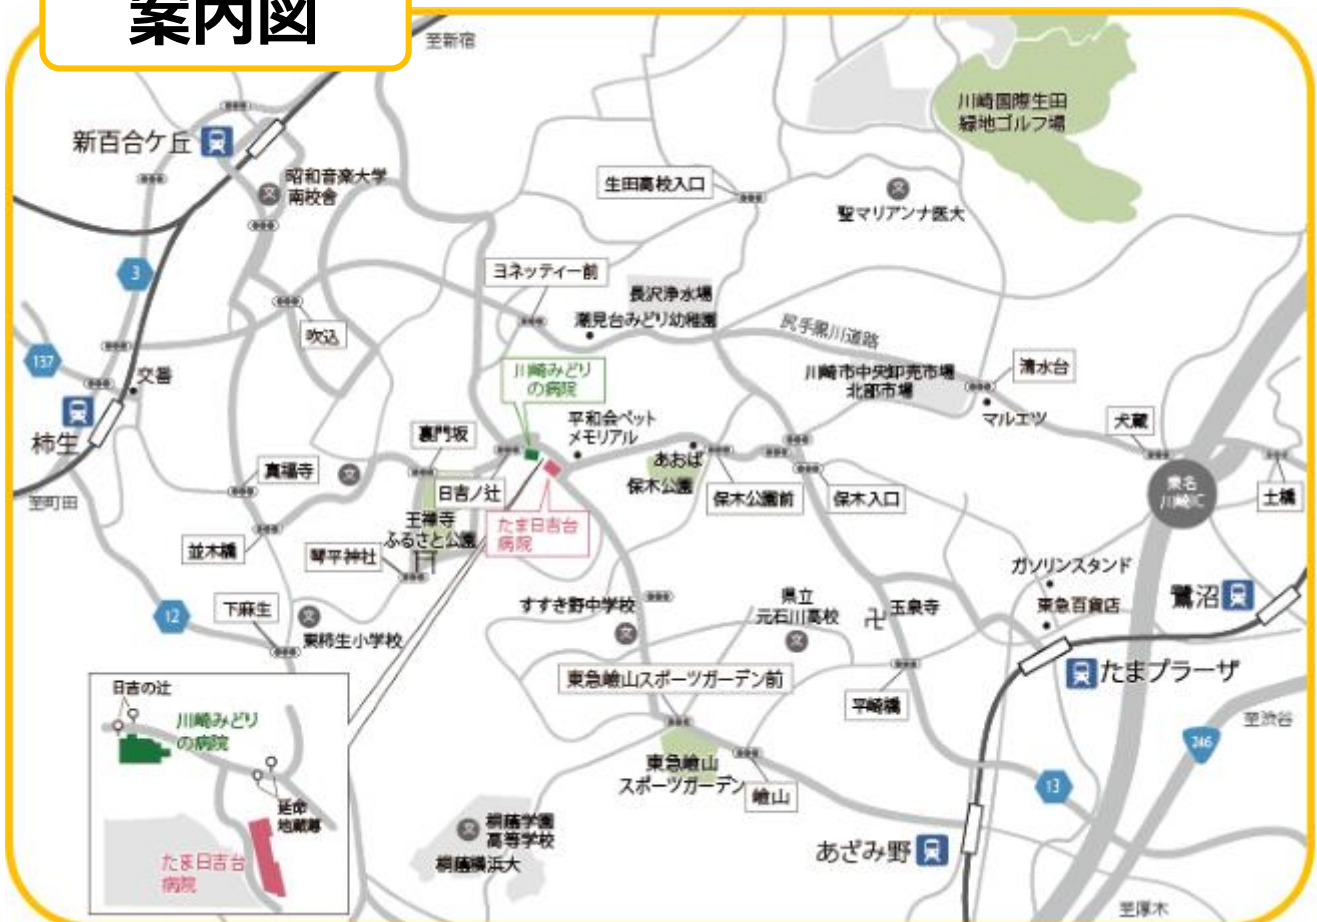 案内図
至新宿
川崎国際生田
緑地ゴルフ場
新百合ケ丘
昭和音楽大学
南校舎
生田高校入口
文
文
聖マリアンナ医大
3
ヨネッティー前
長沢浄水場
潮見台みどり幼稚園
尻手黒川道路
吹込
137
交番
川崎みどり
の病院
川崎市中央卸売市場
北部市場
清水台
マルエツ
柿生
平和会ペット
メモリアル
裏門坂
犬蔵
真福寺
文
あおば
保木公園
日吉ノ辻
保木公園前
保木入口
東名
川崎IC
土橋
至町田
王禅寺
ふるさと公園
たま日吉台
病院
並木橋
琴平神社
ガソリンスタンド
鷺沼
12
下麻生
文
東柿生小学校
すすき野中学校
文
県立
元石川高校
文
卍
玉泉寺
東急百貨店
たまプラーザ
東急嶮山スポーツガーデン前
平崎橋
至渋谷
246
日吉の辻
川崎みどり
の病院
東急嶮山
スポーツガーデン
嶮山
13
延命
地蔵尊
たま日吉台
病院
文
桐蔭学園
高等学校
桐蔭横浜大
あざみ野
至厚木